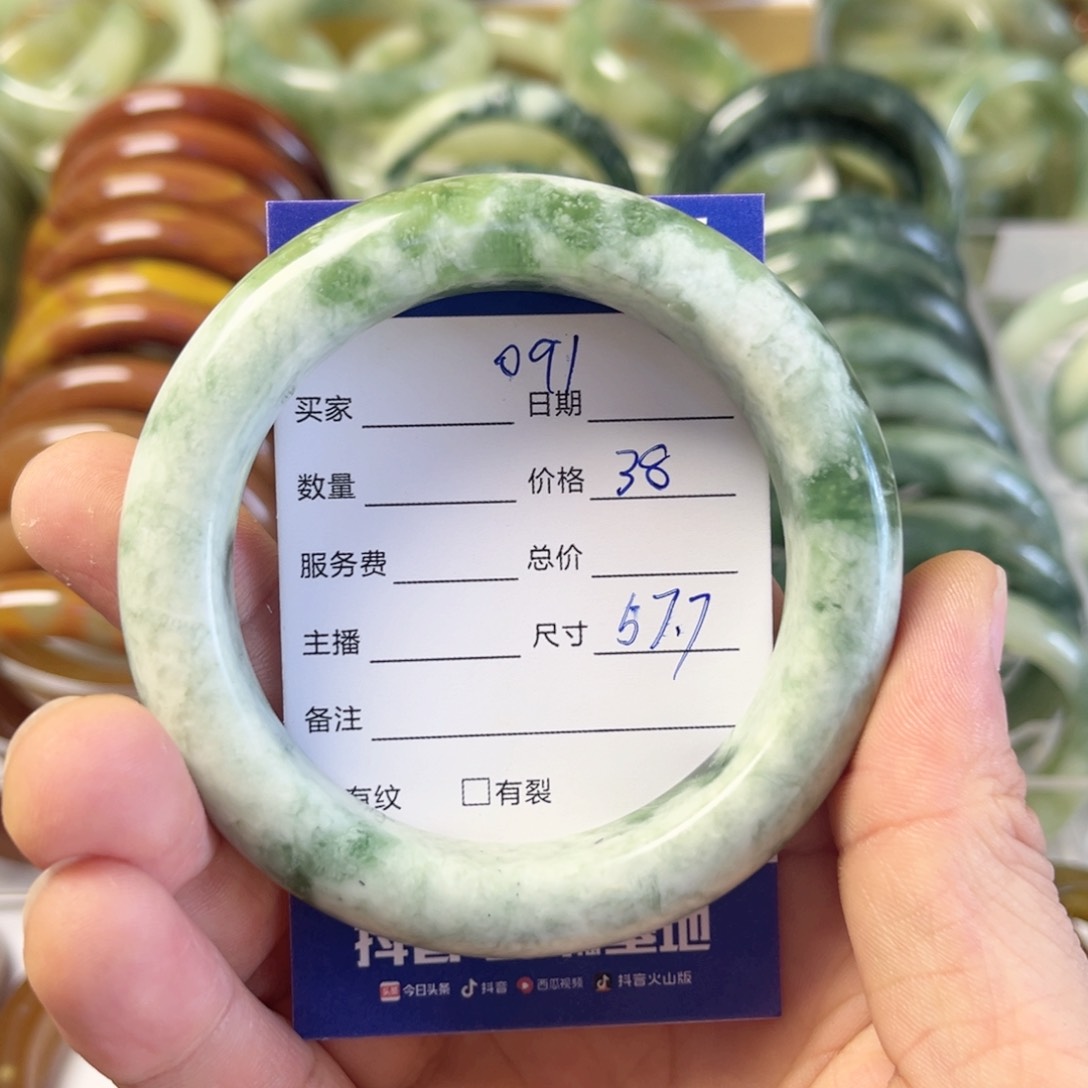 091
买家 日期
数量 价格 38
服务费 总价
主播 尺寸 57.7
备注
有纹 □有裂
今日头条 抖音 西瓜视频 抖音火山版